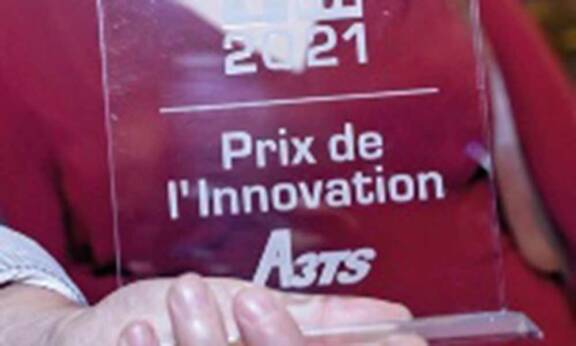 2021
Prix de
l'Innovation
A3TS